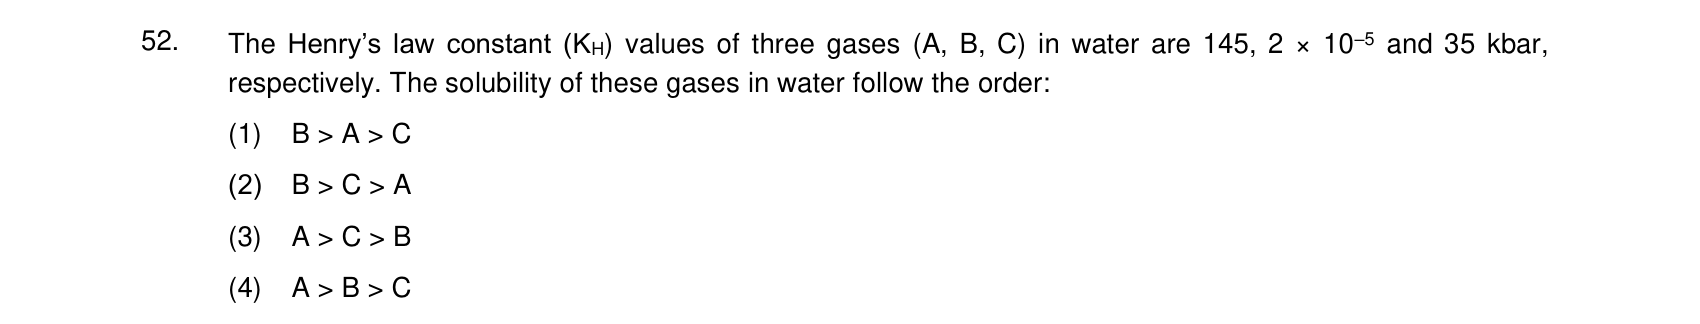 52. The Henry's law constant (K_H) values of three gases (A, B, C) in water are 145, 2 × 10⁻⁵ and 35 kbar,
respectively. The solubility of these gases in water follow the order:
(1) B > A > C
(2) B > C > A
(3) A > C > B
(4) A > B > C